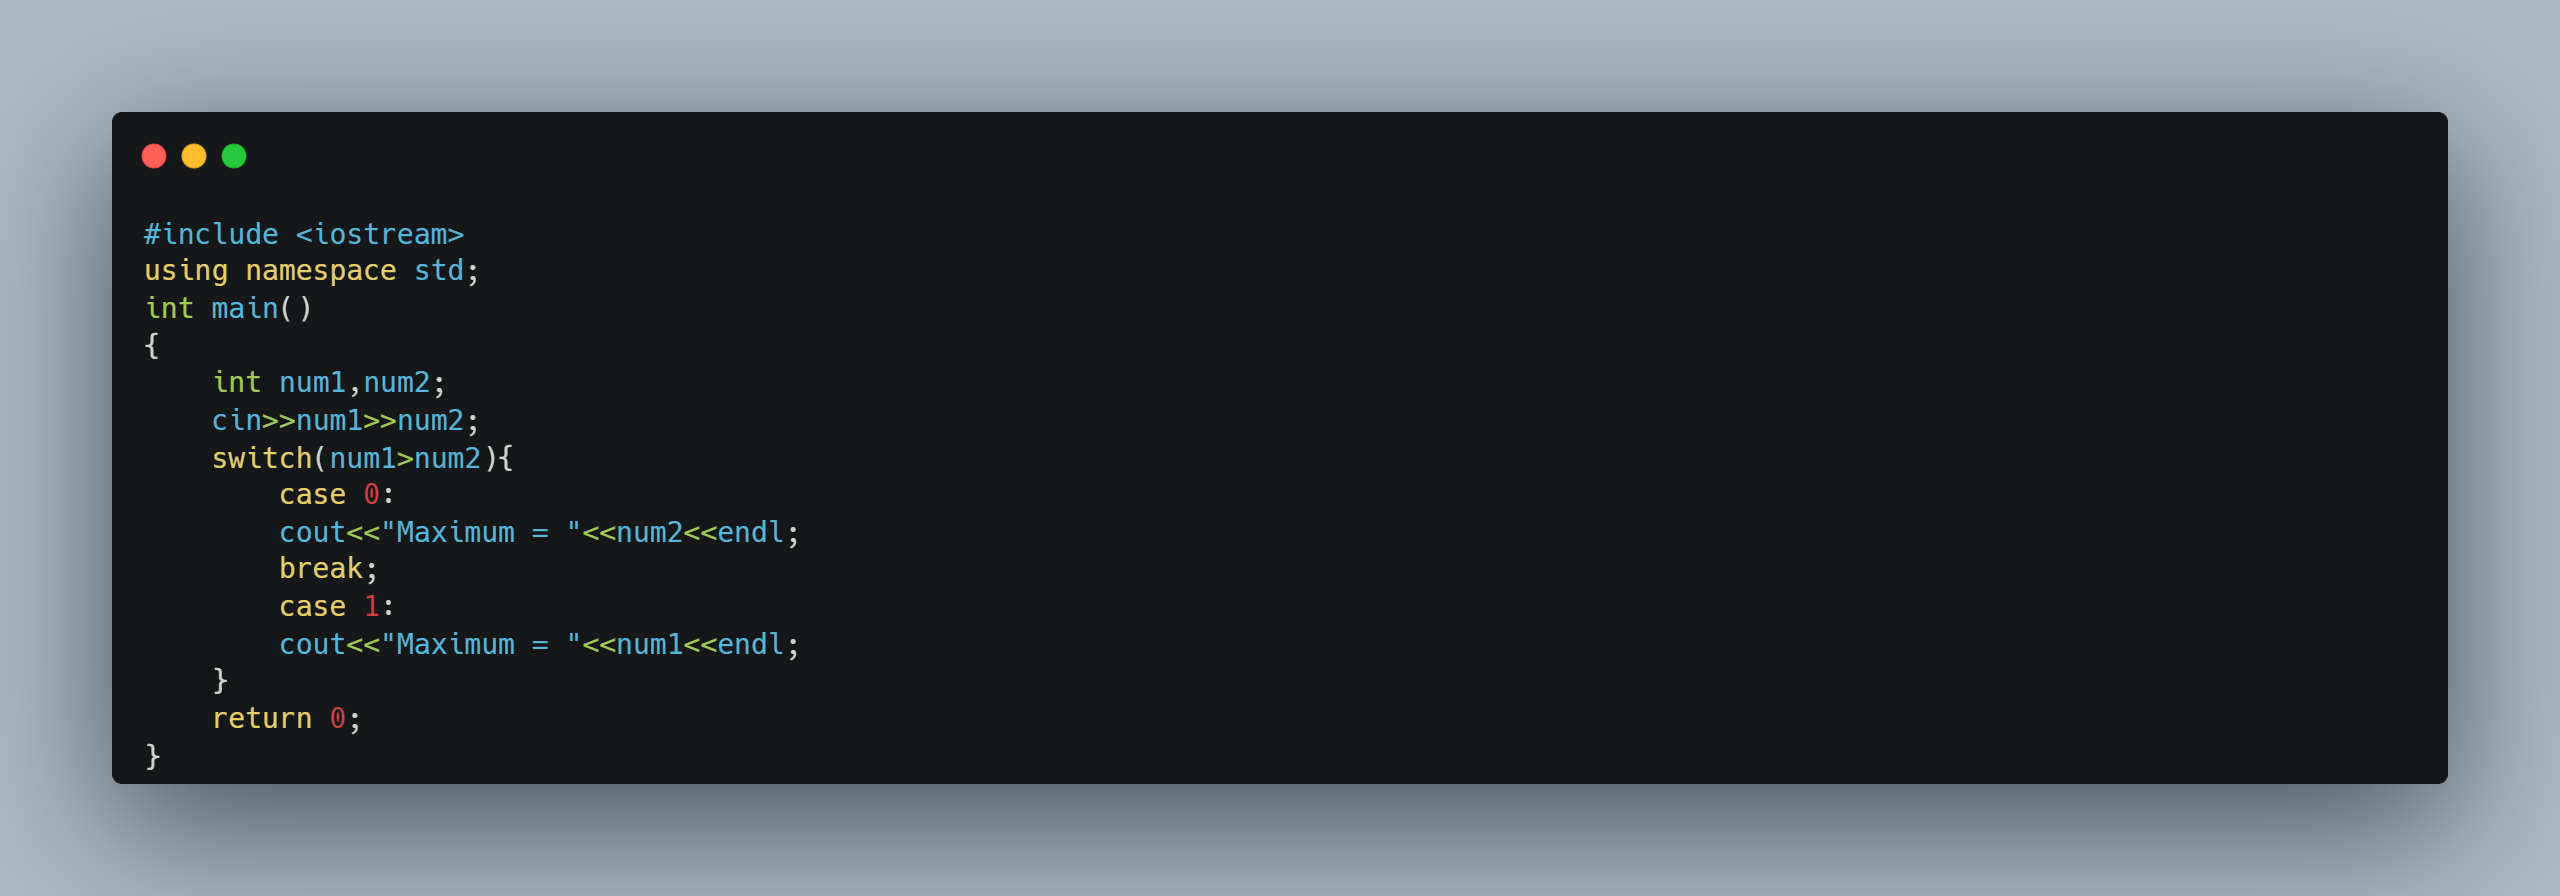 #include <iostream>
using namespace std;
int main()
{
    int num1,num2;
    cin>>num1>>num2;
    switch(num1>num2){
        case 0:
        cout<<"Maximum = "<<num2<<endl;
        break;
        case 1:
        cout<<"Maximum = "<<num1<<endl;
    }
    return 0;
}